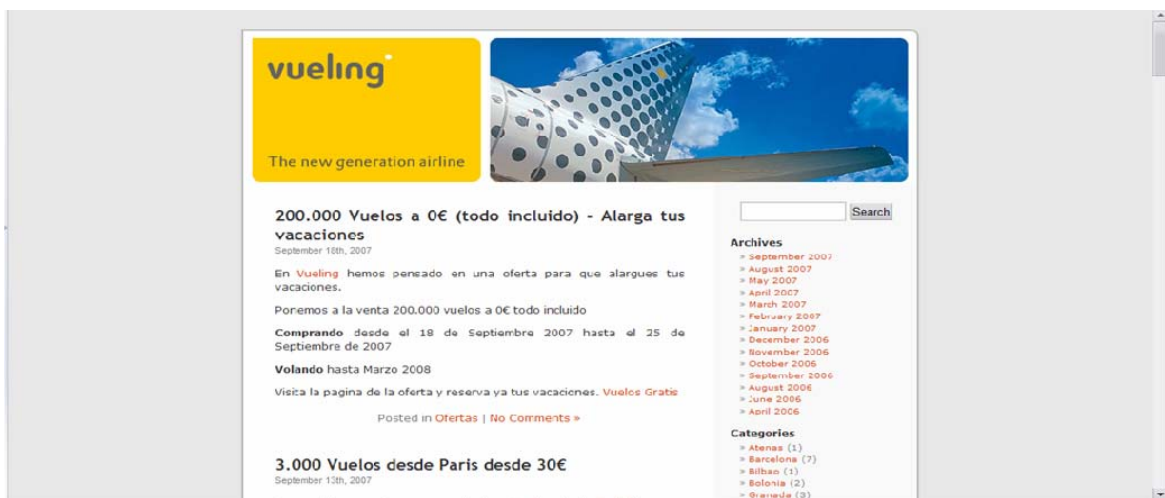 vueling
The new generation airline
200.000 Vuelos a 0€ (todo incluido) - Alarga tus
vacaciones
September 18th, 2007
En Vueling hemos pensado en una oferta para que alargues tus
vacaciones.
Ponemos a la venta 200.000 vuelos a 0€ todo incluido
Comprando desde el 18 de Septiembre 2007 hasta el 25 de
Septiembre de 2007
Volando hasta Marzo 2008
Visita la pagina de la oferta y reserva ya tus vacaciones. Vuelos Gratis
Posted in Ofertas | No Comments »
3.000 Vuelos desde Paris desde 30€
September 13th, 2007
Search
Archives
» September 2007
» August 2007
» May 2007
» April 2007
» March 2007
» February 2007
» January 2007
» December 2006
» November 2006
» October 2006
» September 2006
» August 2006
» June 2006
» April 2006
Categories
» Atenas (1)
» Barcelona (7)
» Bilbao (1)
» Bolonia (2)
» Granada (3)